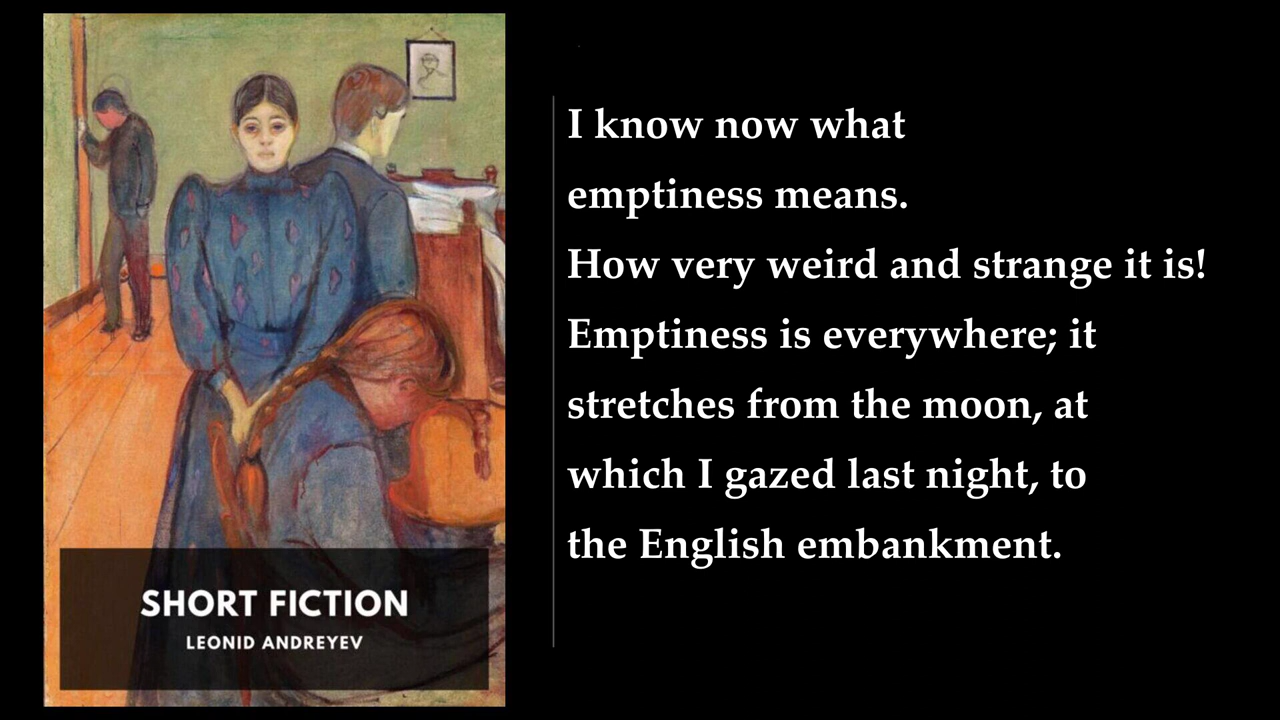 SHORT FICTION
LEONID ANDREYEV
I know now what
emptiness means.
How very weird and strange it is!
Emptiness is everywhere; it
stretches from the moon, at
which I gazed last night, to
the English embankment.